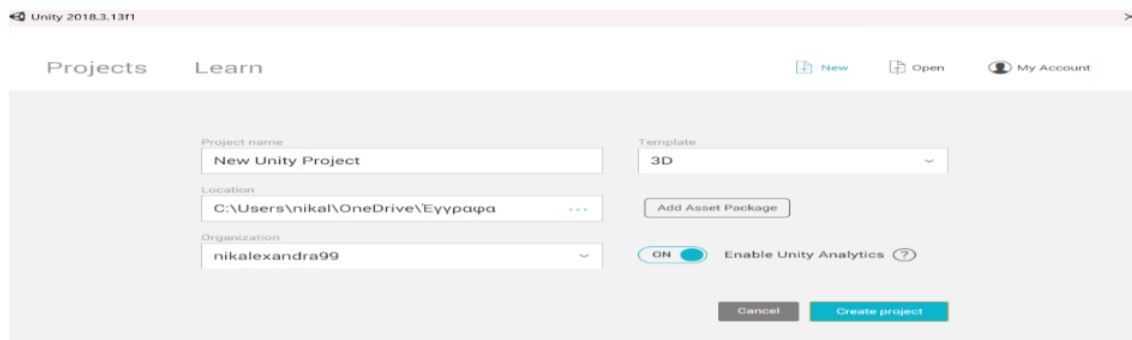 Unity 2018.3.13f1
Projects Learn New Open My Account
Project name Template
New Unity Project 3D
Location
C:\Users\nikal\OneDrive\Έγγραφα ... Add Asset Package
Organization
nikalexandra99 ON Enable Unity Analytics ?
Cancel Create project